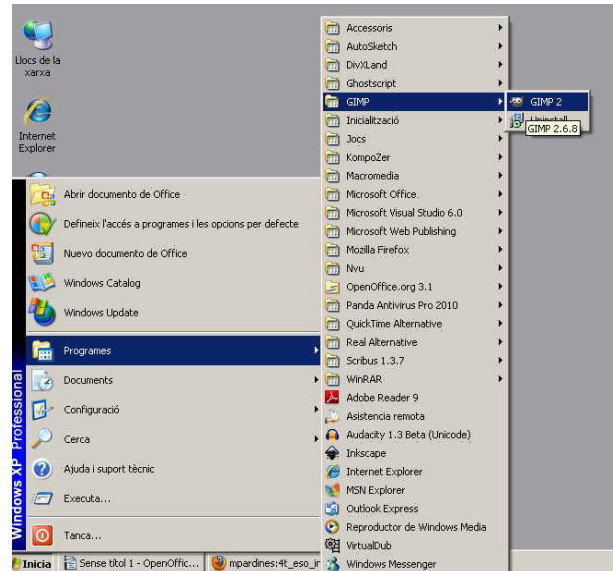 Llocs de la
xarxa
Internet
Explorer
Abrir documento de Office
Defineix l'accés a programes i les opcions per defecte
Nuevo documento de Office
Windows Catalog
Windows Update
Programes
Documents
Configuració
Cerca
Ajuda i suport tècnic
Executa...
Tanca...
Windows XP Professional
Inicia
Sense títol 1 - OpenOffic...
mpardines:4t_eso_ir
Accessoris
AutoSketch
DivXLand
Ghostscript
GIMP
Inicialització
Jocs
KompoZer
Macromedia
Microsoft Office
Microsoft Visual Studio 6.0
Microsoft Web Publishing
Mozilla Firefox
Nvu
OpenOffice.org 3.1
Panda Antivirus Pro 2010
QuickTime Alternative
Real Alternative
Scribus 1.3.7
WinRAR
Adobe Reader 9
Asistencia remota
Audacity 1.3 Beta (Unicode)
Inkscape
Internet Explorer
MSN Explorer
Outlook Express
Reproductor de Windows Media
VirtualDub
Windows Messenger
GIMP 2
GIMP 2.6.8